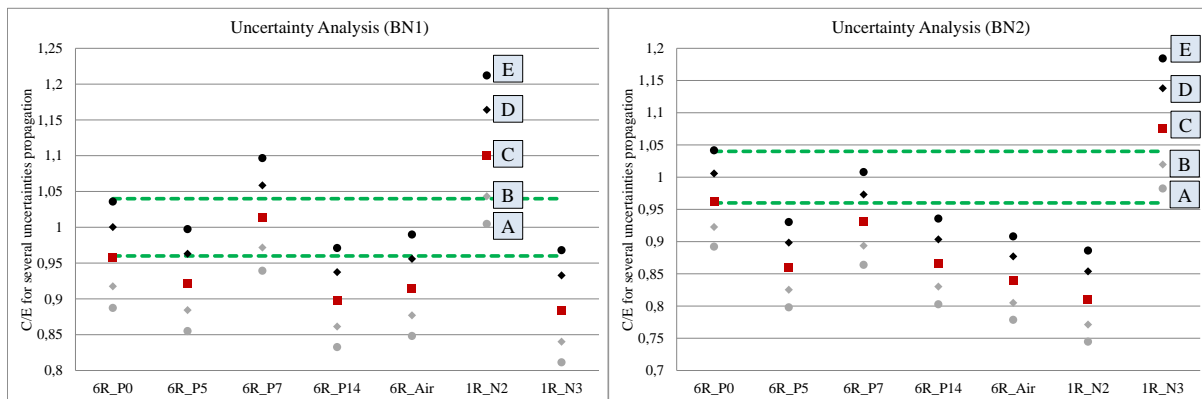 Uncertainty Analysis (BN1)
C/E for several uncertainties propagation
1,25
1,2
1,15
1,1
1,05
1
0,95
0,9
0,85
0,8
E
D
C
B
A
6R_P0 6R_P5 6R_P7 6R_P14 6R_Air 1R_N2 1R_N3
Uncertainty Analysis (BN2)
C/E for several uncertainties propagation
1,2
1,15
1,1
1,05
1
0,95
0,9
0,85
0,8
0,75
0,7
E
D
C
B
A
6R_P0 6R_P5 6R_P7 6R_P14 6R_Air 1R_N2 1R_N3